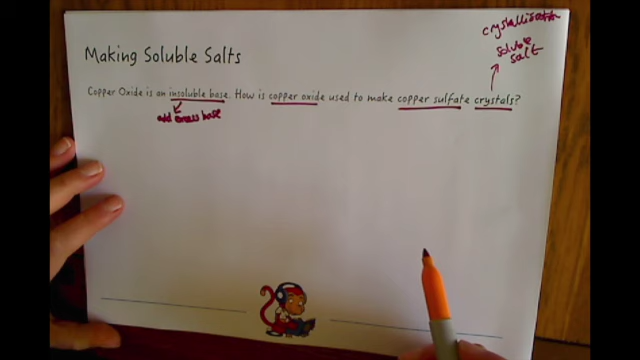 crystallisation
soluble
salt
Making Soluble Salts
Copper Oxide is an insoluble base. How is copper oxide used to make copper sulfate crystals?
add excess base